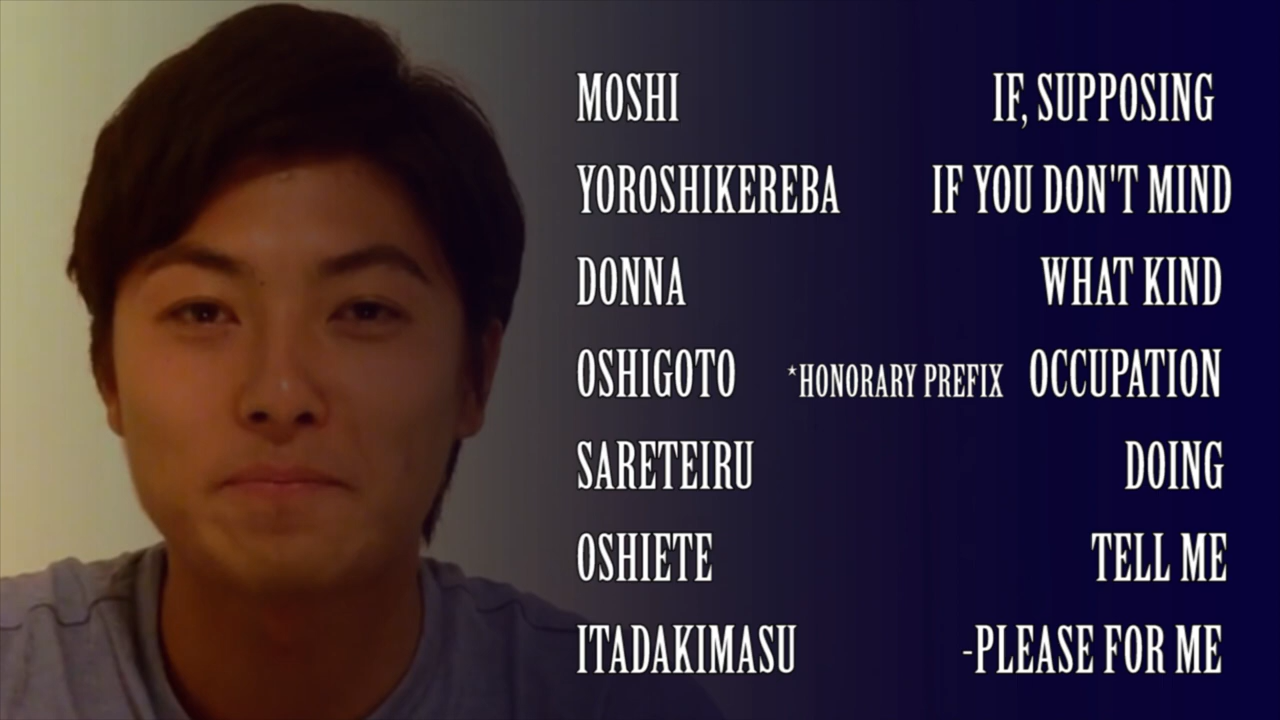 MOSHI IF, SUPPOSING
YOROSHIKEREBA IF YOU DON'T MIND
DONNA WHAT KIND
OSHIGOTO *HONORARY PREFIX OCCUPATION
SARETEIRU DOING
OSHIETE TELL ME
ITADAKIMASU -PLEASE FOR ME